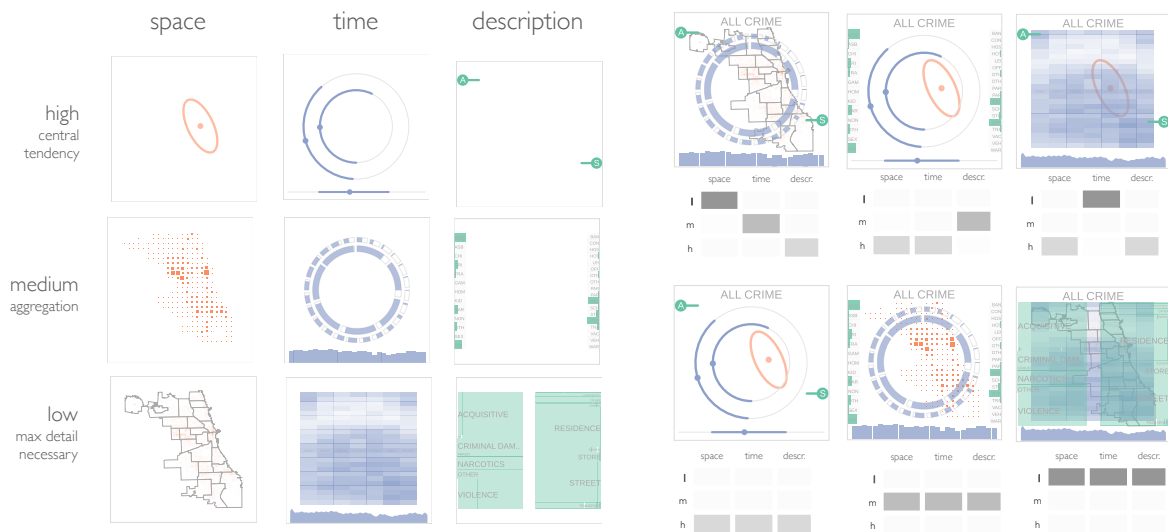 space
time
description
high
central
tendency
A
S
medium
aggregation
low
max detail
necessary
ACQUISITIVE
CRIMINAL DAM..
NARCOTICS
OTHER
VIOLENCE
RESIDENCE
STORE
STREET
ALL CRIME
A
S
space
time
descr.
l
m
h
ALL CRIME
space
time
descr.
l
m
h
ALL CRIME
A
S
space
time
descr.
l
m
h
ALL CRIME
A
S
space
time
descr.
l
m
h
ALL CRIME
space
time
descr.
l
m
h
ALL CRIME
ACQUISITIVE
RESIDENCE
CRIMINAL DAM..
STORE
NARCOTICS
OTHER
STREET
VIOLENCE
space
time
descr.
l
m
h